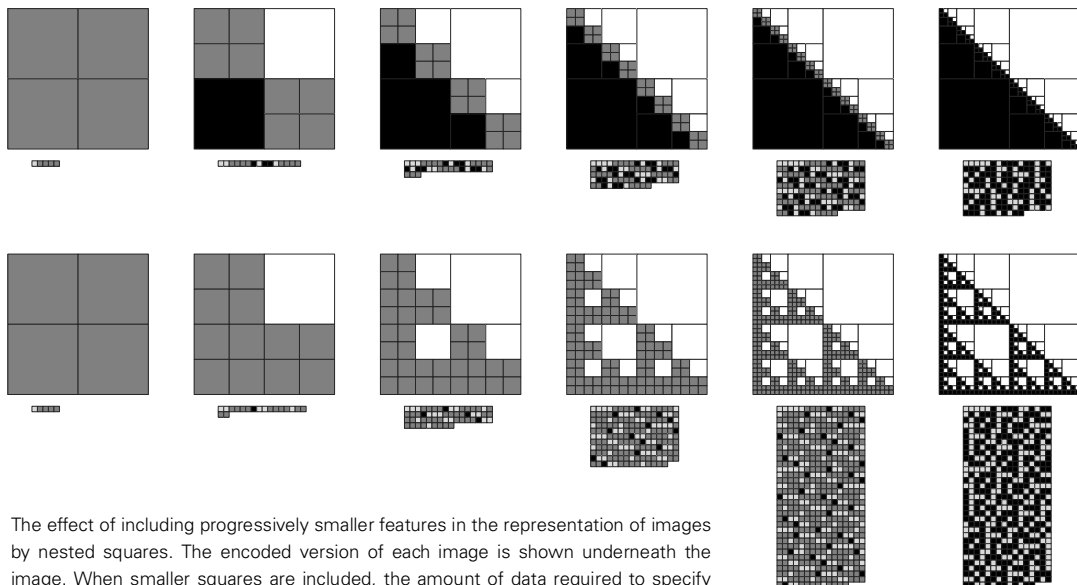 The effect of including progressively smaller features in the representation of images
by nested squares. The encoded version of each image is shown underneath the
image. When smaller squares are included, the amount of data required to specify